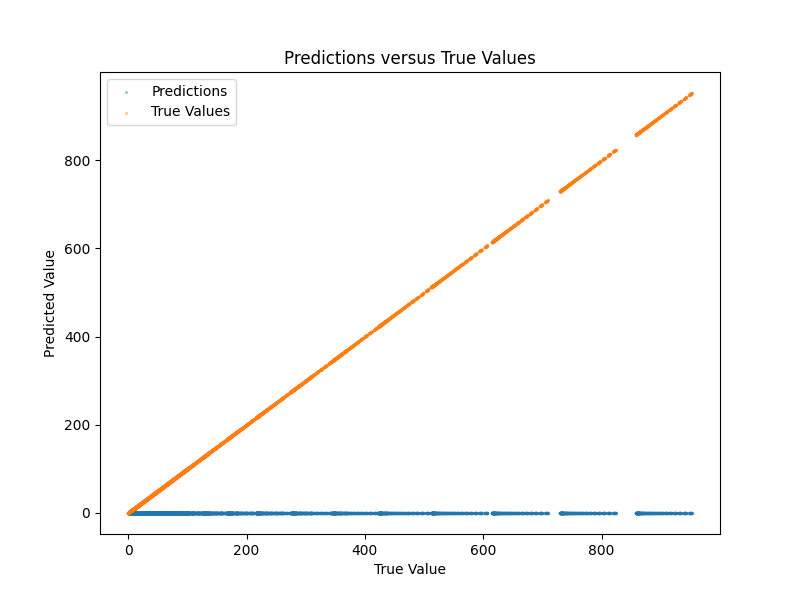 Predictions versus True Values
Predictions
True Values
Predicted Value
800
600
400
200
0
0 200 400 600 800
True Value